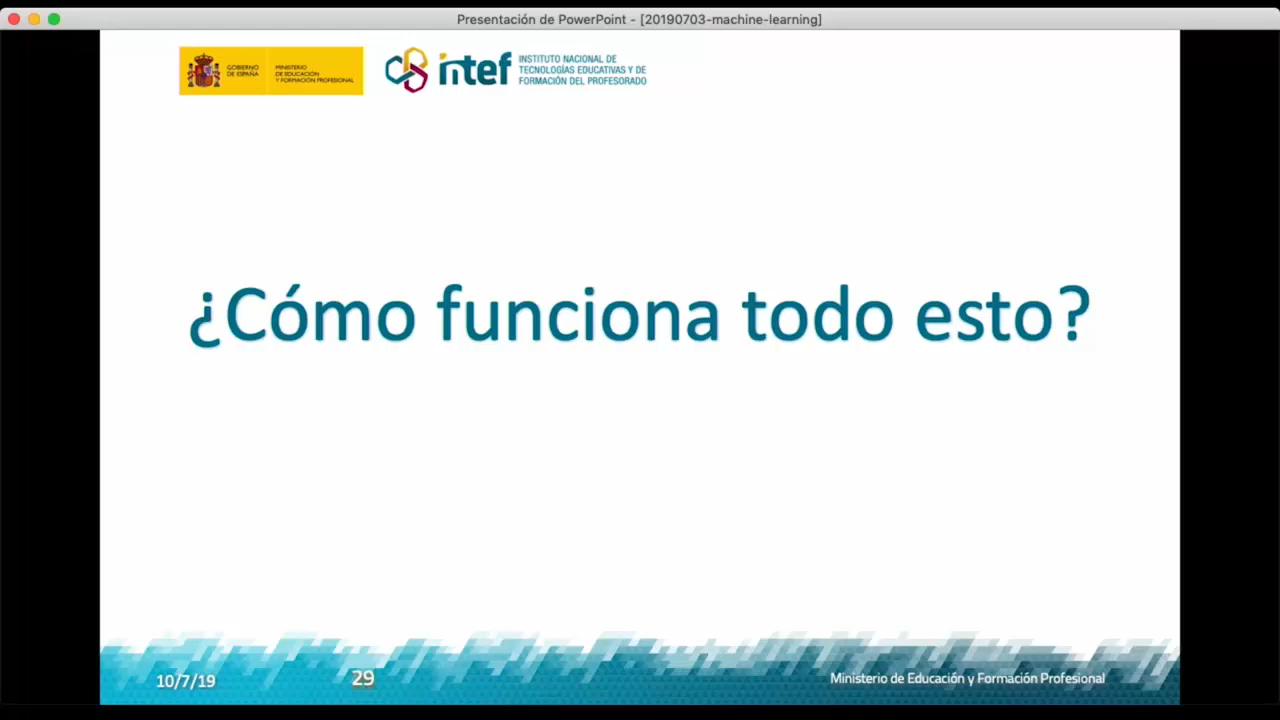 Presentación de PowerPoint - [20190703-machine-learning]
GOBIERNO
DE ESPAÑA
MINISTERIO
DE EDUCACIÓN
Y FORMACIÓN PROFESIONAL
intef
INSTITUTO NACIONAL DE
TECNOLOGÍAS EDUCATIVAS Y DE
FORMACIÓN DEL PROFESORADO
¿Cómo funciona todo esto?
10/7/19
29
Ministerio de Educación y Formación Profesional